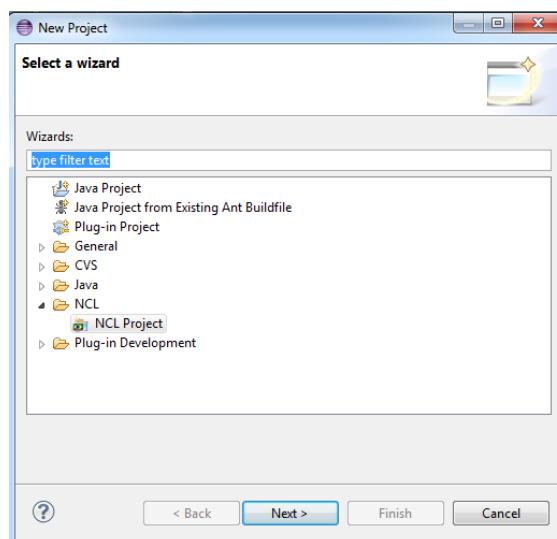 New Project
Select a wizard
Wizards:
type filter text
Java Project
Java Project from Existing Ant Buildfile
Plug-in Project
General
CVS
Java
NCL
NCL Project
Plug-in Development
?
< Back
Next >
Finish
Cancel